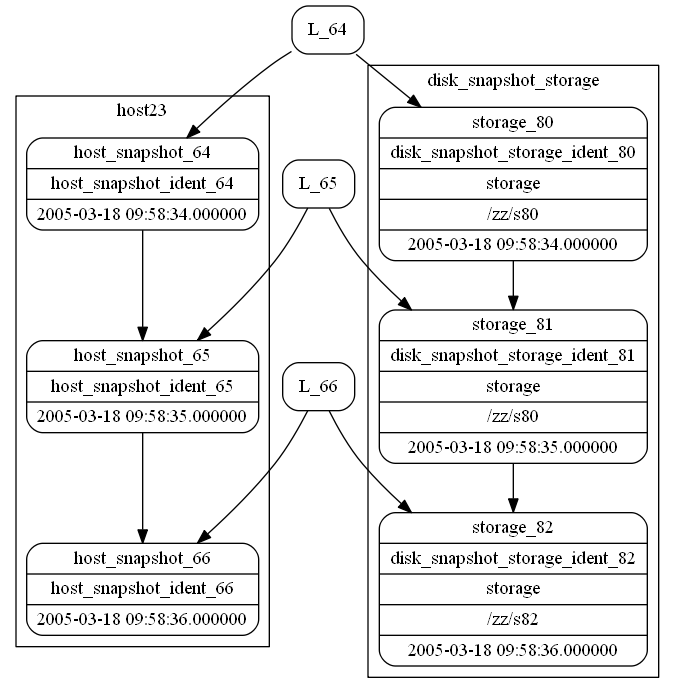 L_64
host23
host_snapshot_64
host_snapshot_ident_64
2005-03-18 09:58:34.000000
disk_snapshot_storage
storage_80
disk_snapshot_storage_ident_80
storage
/zz/s80
2005-03-18 09:58:34.000000
L_65
host_snapshot_65
host_snapshot_ident_65
2005-03-18 09:58:35.000000
storage_81
disk_snapshot_storage_ident_81
storage
/zz/s80
2005-03-18 09:58:35.000000
L_66
host_snapshot_66
host_snapshot_ident_66
2005-03-18 09:58:36.000000
storage_82
disk_snapshot_storage_ident_82
storage
/zz/s82
2005-03-18 09:58:36.000000